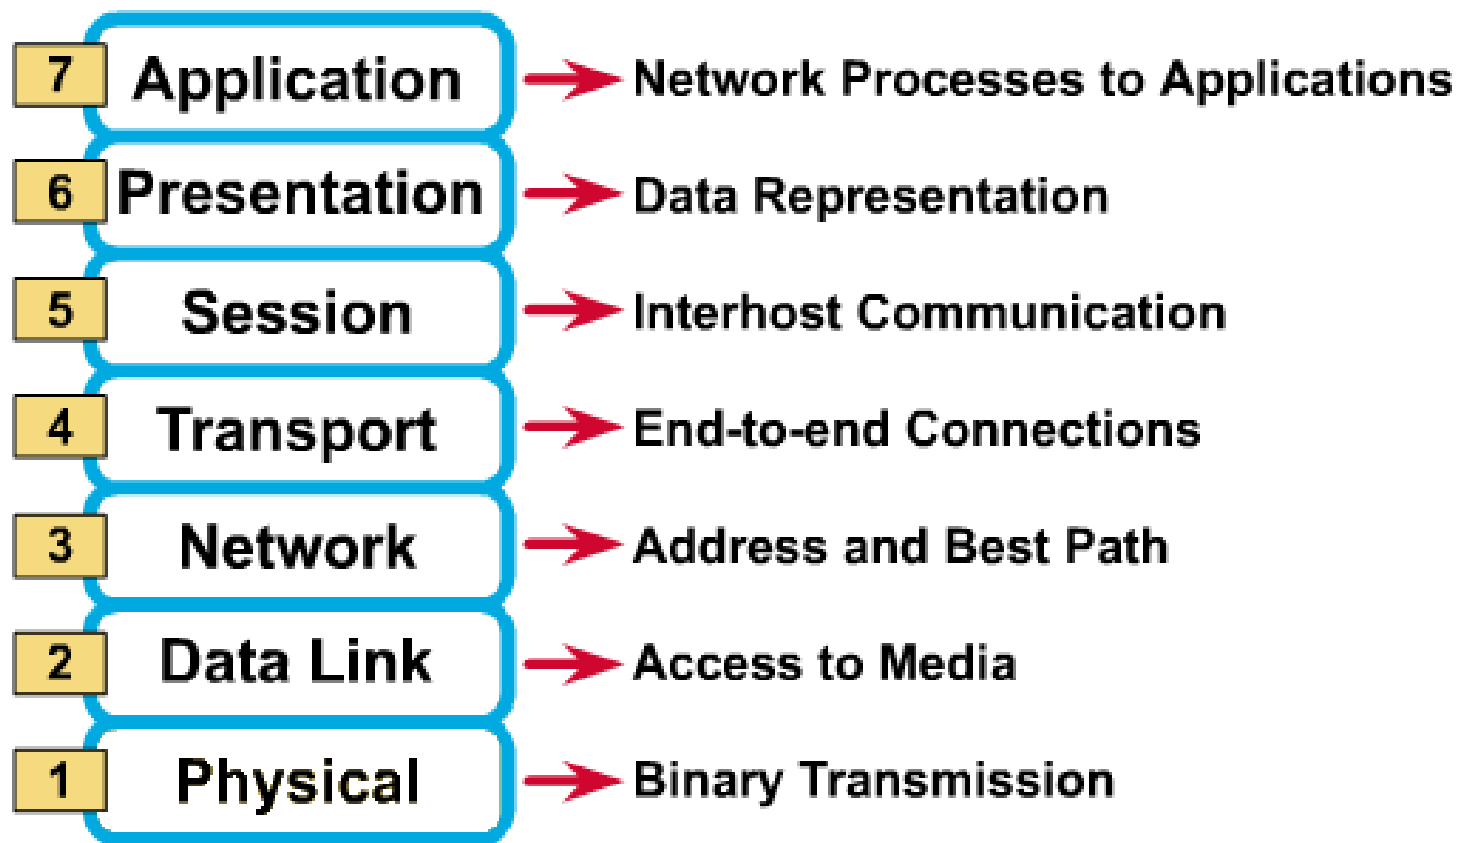 7 Application Network Processes to Applications
6 Presentation Data Representation
5 Session Interhost Communication
4 Transport End-to-end Connections
3 Network Address and Best Path
2 Data Link Access to Media
1 Physical Binary Transmission